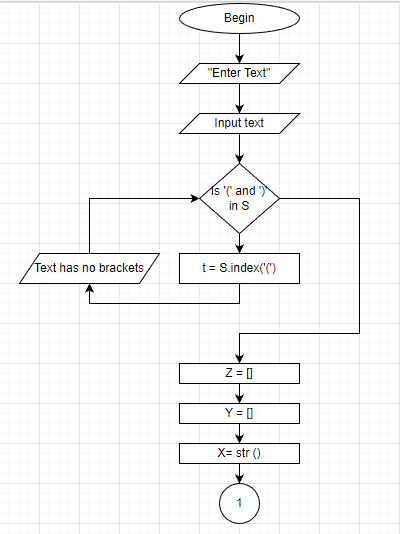 Begin
"Enter Text"
Input text
Is '(' and ')'
in S
Text has no brackets
t = S.index('(')
Z = []
Y = []
X= str ()
1